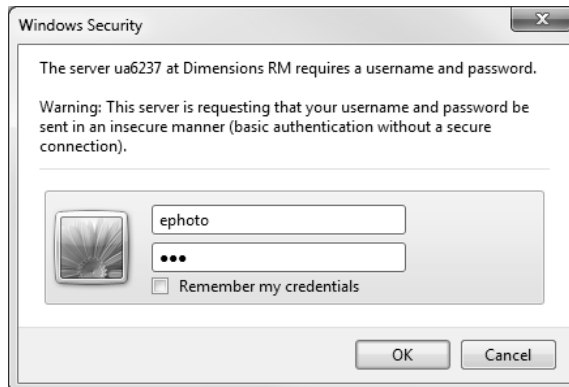 Windows Security
The server ua6237 at Dimensions RM requires a username and password.
Warning: This server is requesting that your username and password be
sent in an insecure manner (basic authentication without a secure
connection).
ephoto
●●●
Remember my credentials
OK
Cancel